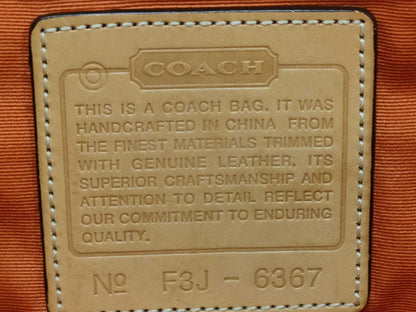 COACH
THIS IS A COACH BAG. IT WAS
HANDCRAFTED IN CHINA FROM
THE FINEST MATERIALS TRIMMED
WITH GENUINE LEATHER. ITS
SUPERIOR CRAFTSMANSHIP AND
ATTENTION TO DETAIL REFLECT
OUR COMMITMENT TO ENDURING
QUALITY.
Nº F3J - 6367